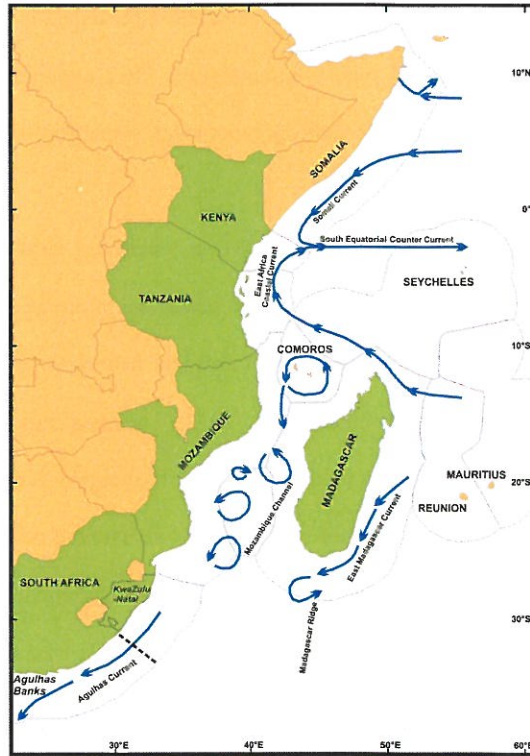 10°N
SOMALIA
Somali Current
KENYA
0°
South Equatorial Counter Current
East Africa
Coastal Current
SEYCHELLES
TANZANIA
10°S
COMOROS
MOZAMBIQUE
MADAGASCAR
Mozambique Channel
20°S
MAURITIUS
REUNION
East Madagascar Current
SOUTH AFRICA
KwaZulu
-Natal
Madagascar Ridge
30°S
Agulhas
Banks
Agulhas Current
30°E
40°E
50°E
60°E